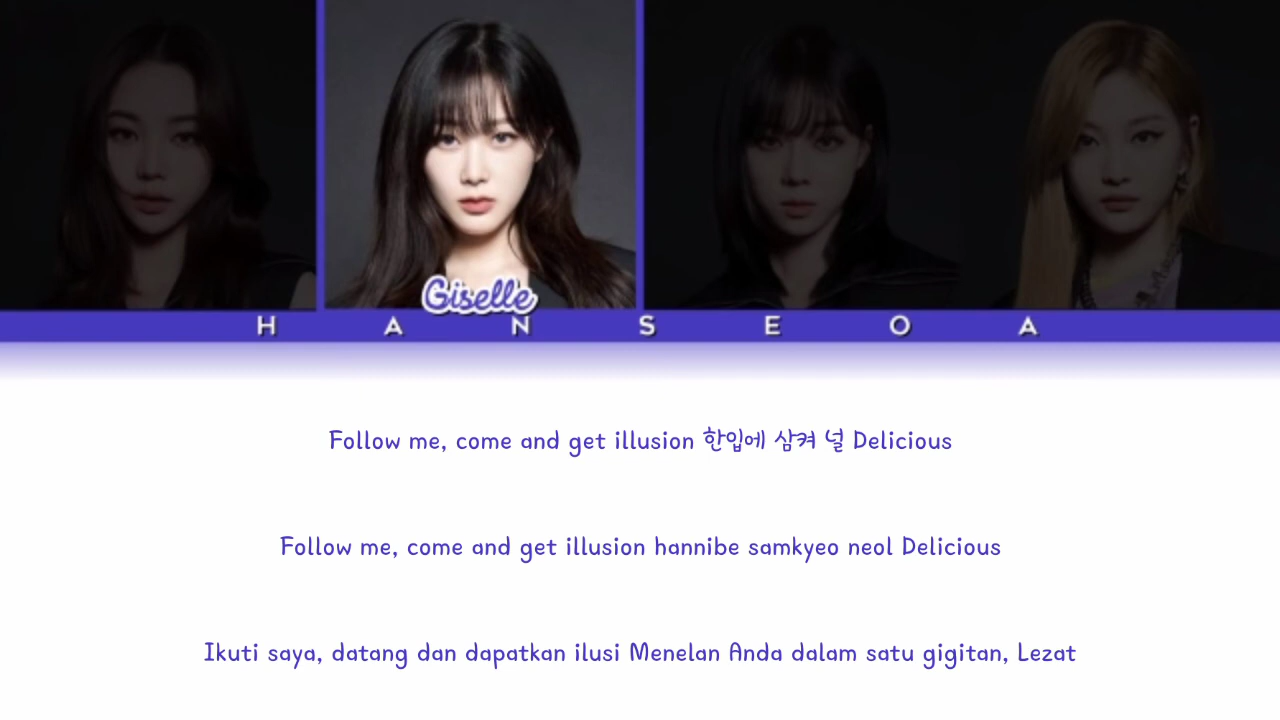 Giselle
HANSEOA
Follow me, come and get illusion 한입에 삼켜 널 Delicious
Follow me, come and get illusion hannibe samkyeo neol Delicious
Ikuti saya, datang dan dapatkan ilusi Menelan Anda dalam satu gigitan, Lezat